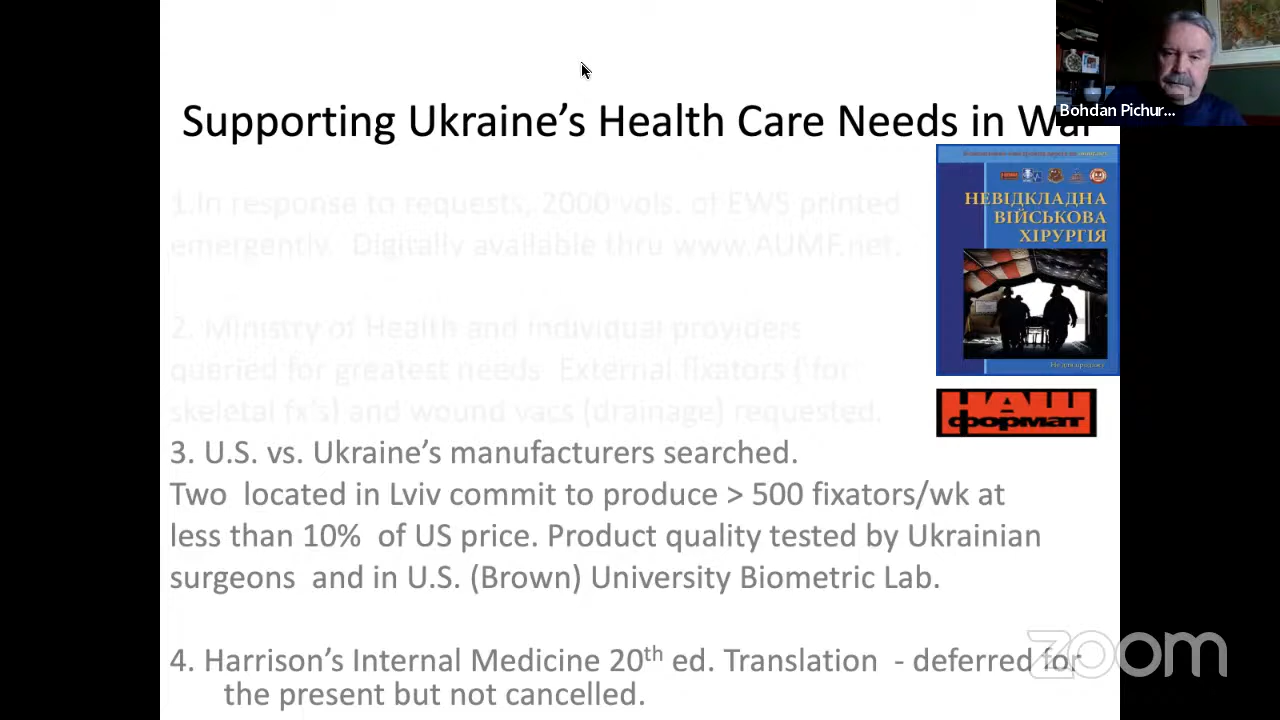 Bohdan Pichur...
Supporting Ukraine’s Health Care Needs in War
1.In response to requests, 2000 vols. of EWS printed
emergently. Digitally available thru www.AUMF.net.
2. Ministry of Health and individual providers
queried for greatest needs External fixators ( for
skeletal fx's) and wound vacs (drainage) requested.
3. U.S. vs. Ukraine’s manufacturers searched.
Two located in Lviv commit to produce > 500 fixators/wk at
less than 10% of US price. Product quality tested by Ukrainian
surgeons and in U.S. (Brown) University Biometric Lab.
4. Harrison’s Internal Medicine 20th ed. Translation - deferred for
the present but not cancelled.
НЕВІДКЛАДНА
ВІЙСЬКОВА
ХІРУРГІЯ
Не для продажу
НАШ
формат
zoom